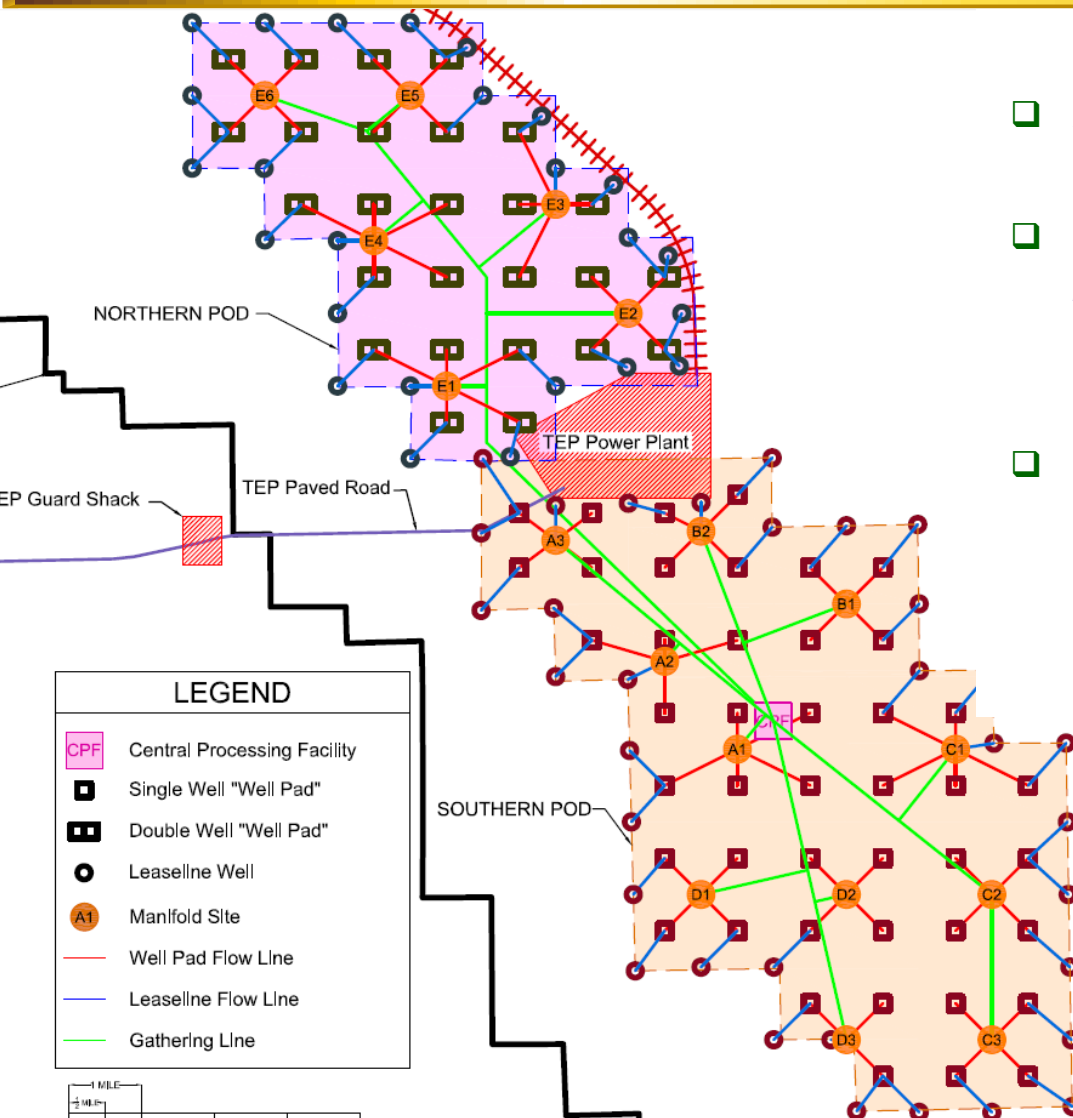 E6
E5
E3
E4
E2
NORTHERN POD
E1
TEP Power Plant
EP Guard Shack
TEP Paved Road
A3
B2
B1
A2
CPF
A1
C1
SOUTHERN POD
D1
D2
C2
D3
C3
LEGEND
CPF Central Processing Facility
Single Well "Well Pad"
Double Well "Well Pad"
Leaseline Well
A1 Manifold Site
Well Pad Flow Line
Leaseline Flow Line
Gathering Line
1 MILE
½ MILE